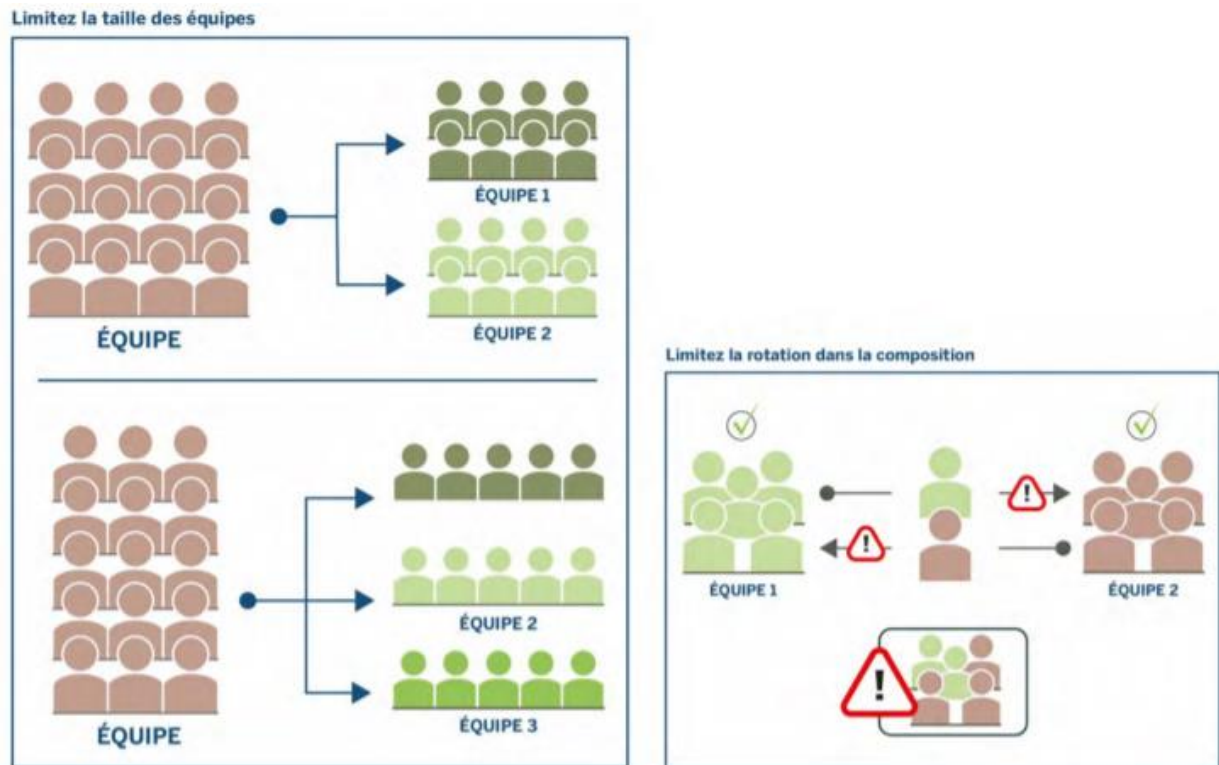 Limitez la taille des équipes
ÉQUIPE 1
ÉQUIPE 2
ÉQUIPE
ÉQUIPE 2
ÉQUIPE 3
ÉQUIPE
Limitez la rotation dans la composition
!
!
ÉQUIPE 1
ÉQUIPE 2
!